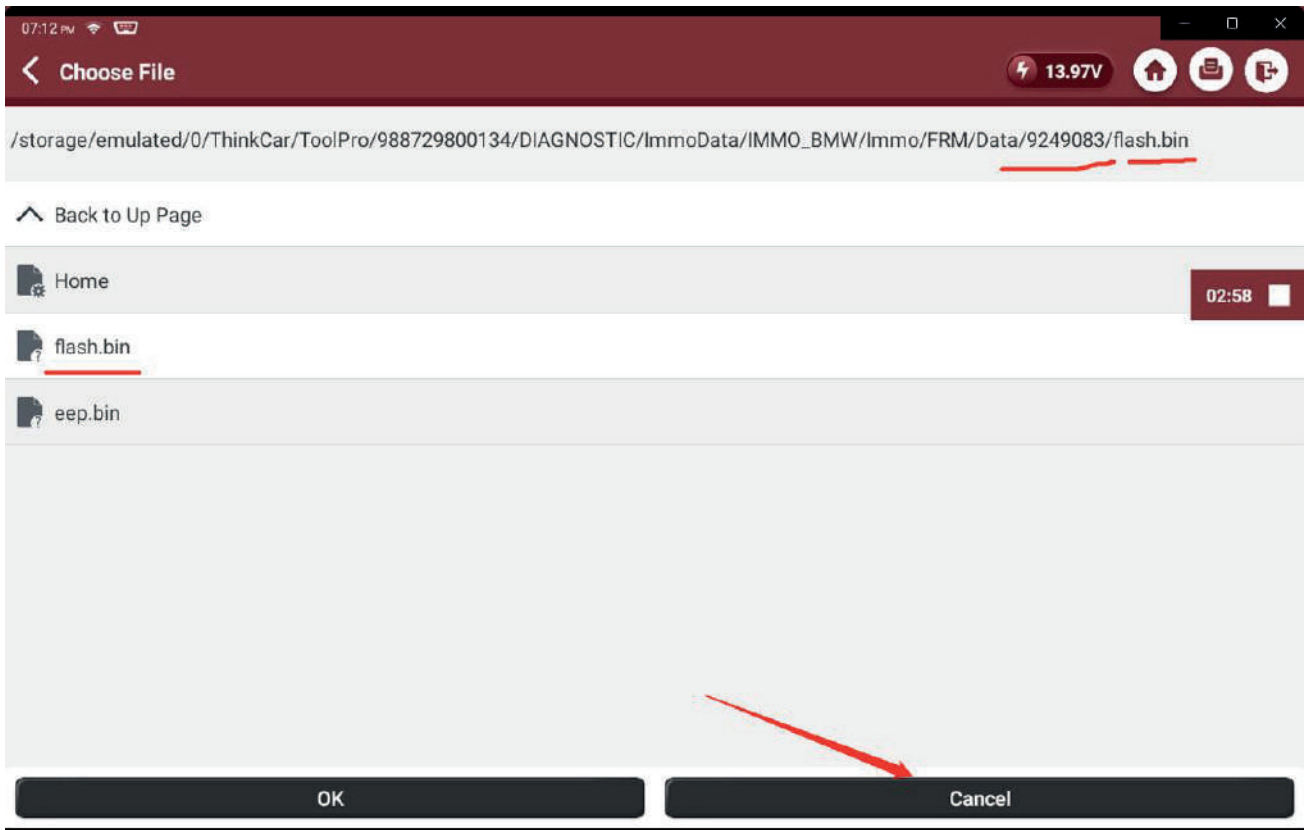 07:12 PM
Choose File
13.97V
/storage/emulated/0/ThinkCar/ToolPro/988729800134/DIAGNOSTIC/ImmoData/IMMO_BMW/Immo/FRM/Data/9249083/flash.bin
Back to Up Page
Home
02:58
flash.bin
eep.bin
OK
Cancel